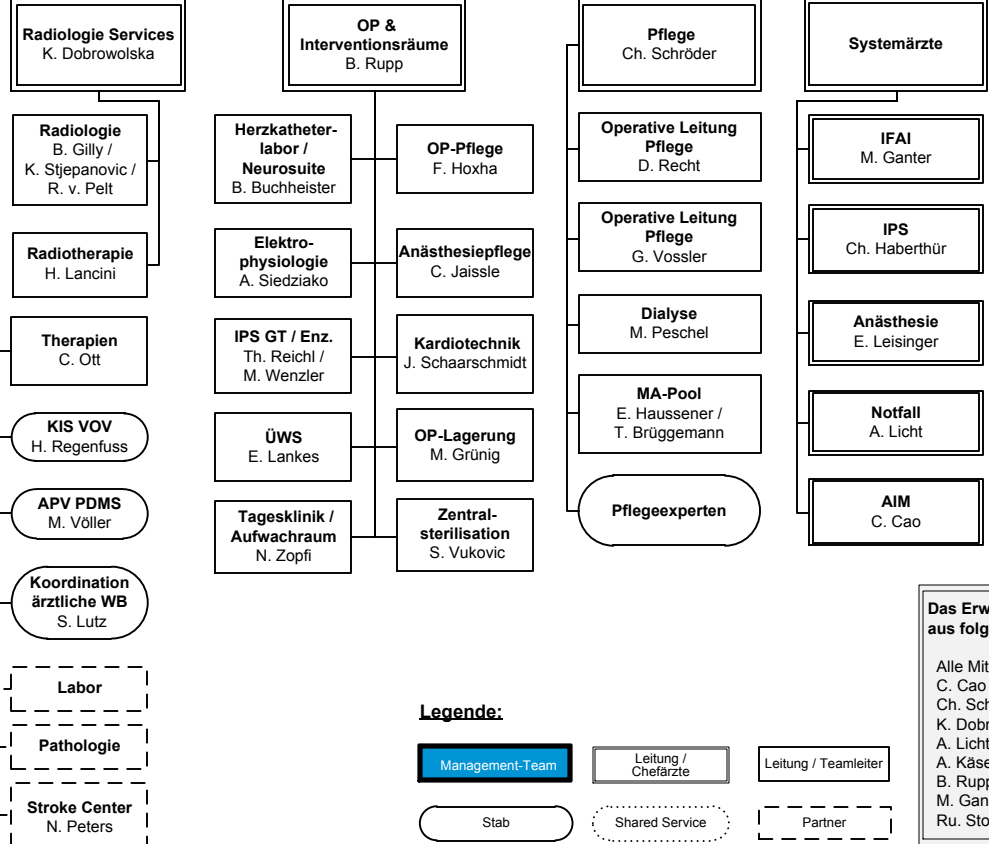 Radiologie Services
K. Dobrowolska
Radiologie
B. Gilly /
K. Stjepanovic /
R. v. Pelt
Radiotherapie
H. Lancini
Therapien
C. Ott
KIS VOV
H. Regenfuss
APV PDMS
M. Völler
Koordination
ärztliche WB
S. Lutz
Labor
Pathologie
Stroke Center
N. Peters
OP &
Interventionsräume
B. Rupp
Herzkatheter-
labor /
Neurosuite
B. Buchheister
OP-Pflege
F. Hoxha
Elektro-
physiologie
A. Siedziako
Anästhesiepflege
C. Jaissle
IPS GT / Enz.
Th. Reichl /
M. Wenzler
Kardiotechnik
J. Schaarschmidt
ÜWS
E. Lankes
OP-Lagerung
M. Grünig
Tagesklinik /
Aufwachraum
N. Zopfi
Zentral-
sterilisation
S. Vukovic
Pflege
Ch. Schröder
Operative Leitung
Pflege
D. Recht
Operative Leitung
Pflege
G. Vossler
Dialyse
M. Peschel
MA-Pool
E. Haussener /
T. Brüggemann
Pflegeexperten
Systemärzte
IFAI
M. Ganter
IPS
Ch. Haberthür
Anästhesie
E. Leisinger
Notfall
A. Licht
AIM
C. Cao
Legende:
Management-Team
Leitung /
Chefärzte
Leitung / Teamleiter
Stab
Shared Service
Partner
Das Erw
aus folg
Alle Mit
C. Cao
Ch. Sch
K. Dobr
A. Licht
A. Käse
B. Rupp
M. Gan
Ru. Sto